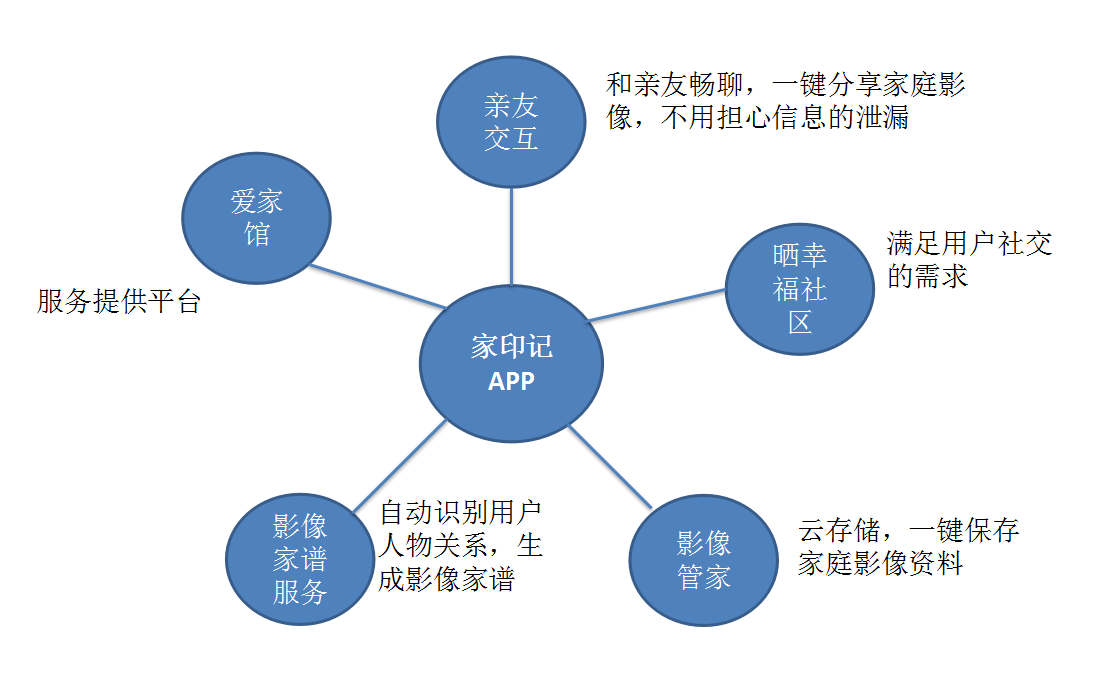 亲友
交互
和亲友畅聊，一键分享家庭影
像，不用担心信息的泄漏
爱家
馆
服务提供平台
晒幸
福社
区
满足用户社交
的需求
家印记
APP
影像
家谱
服务
自动识别用户
人物关系，生
成影像家谱
影像
管家
云存储，一键保存
家庭影像资料